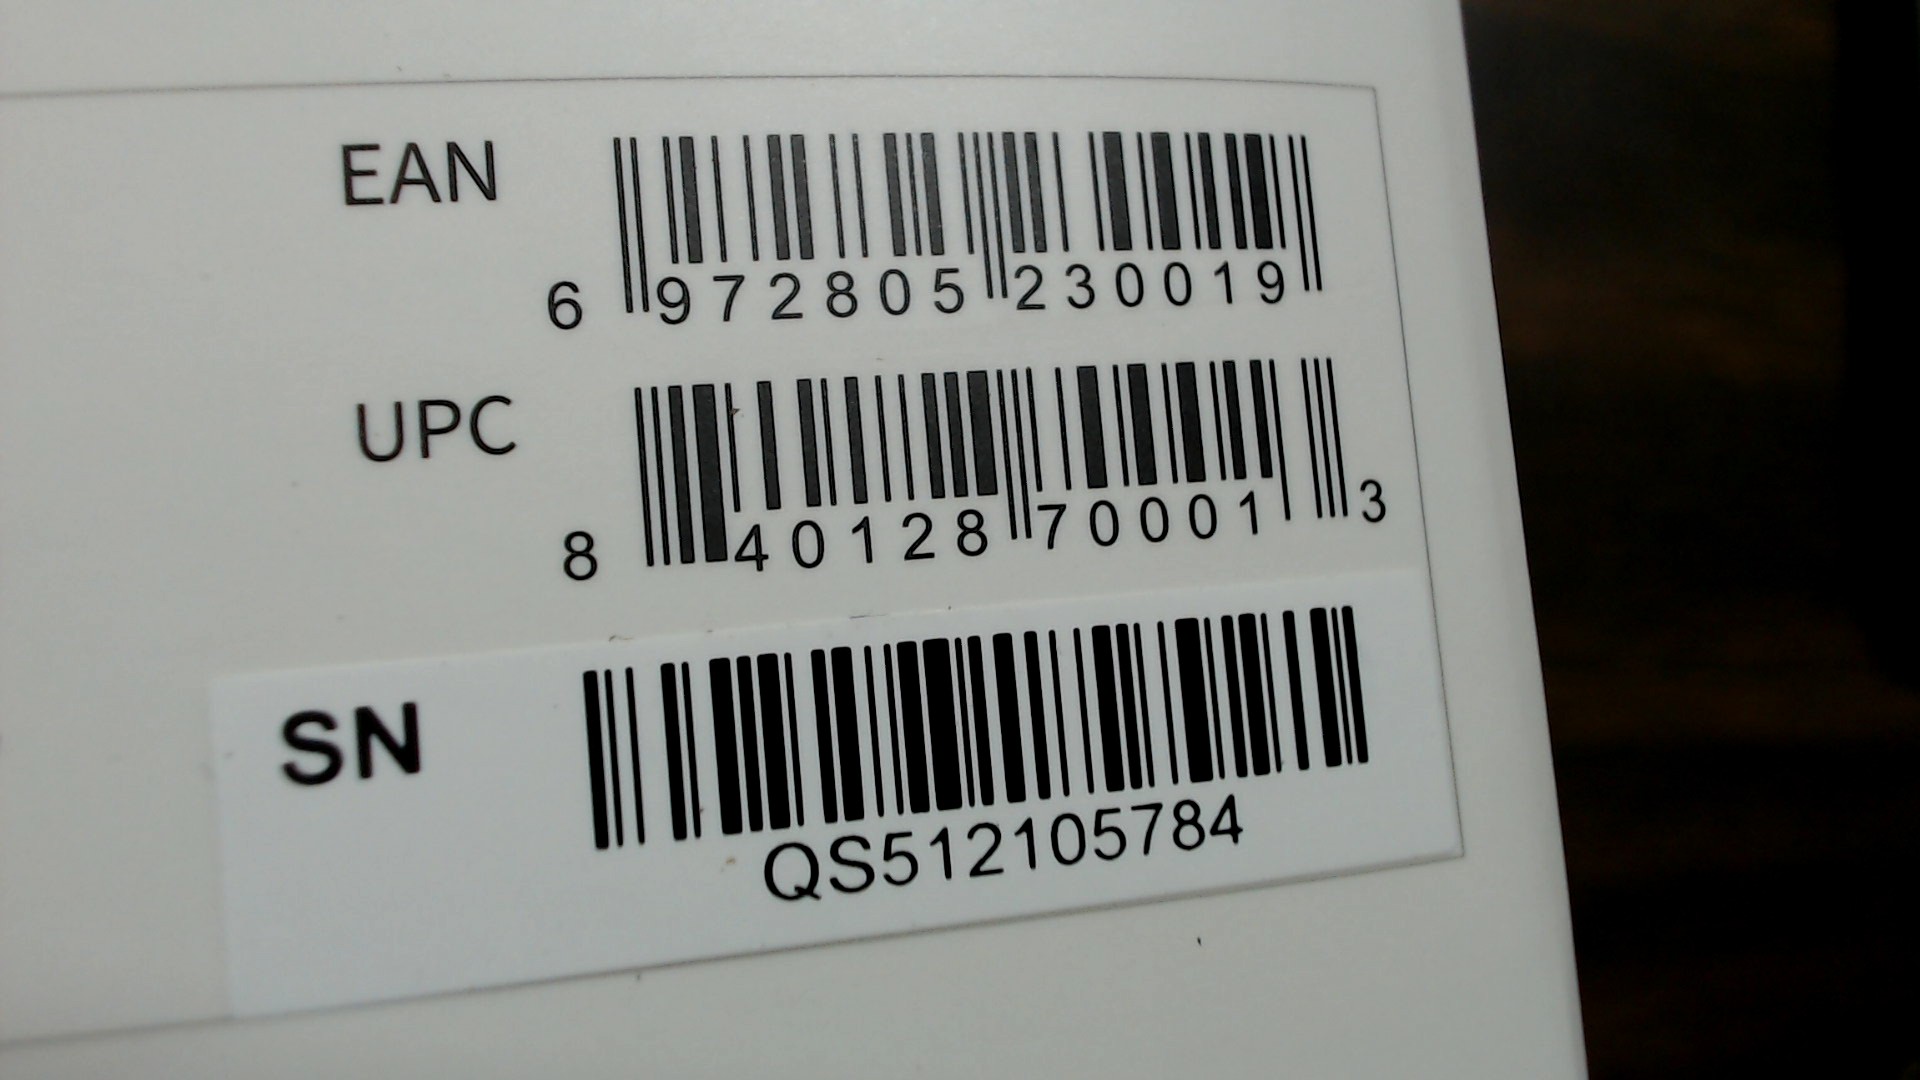 EAN
6 972805 230019
UPC
8 40128 70001 3
SN
QS512105784